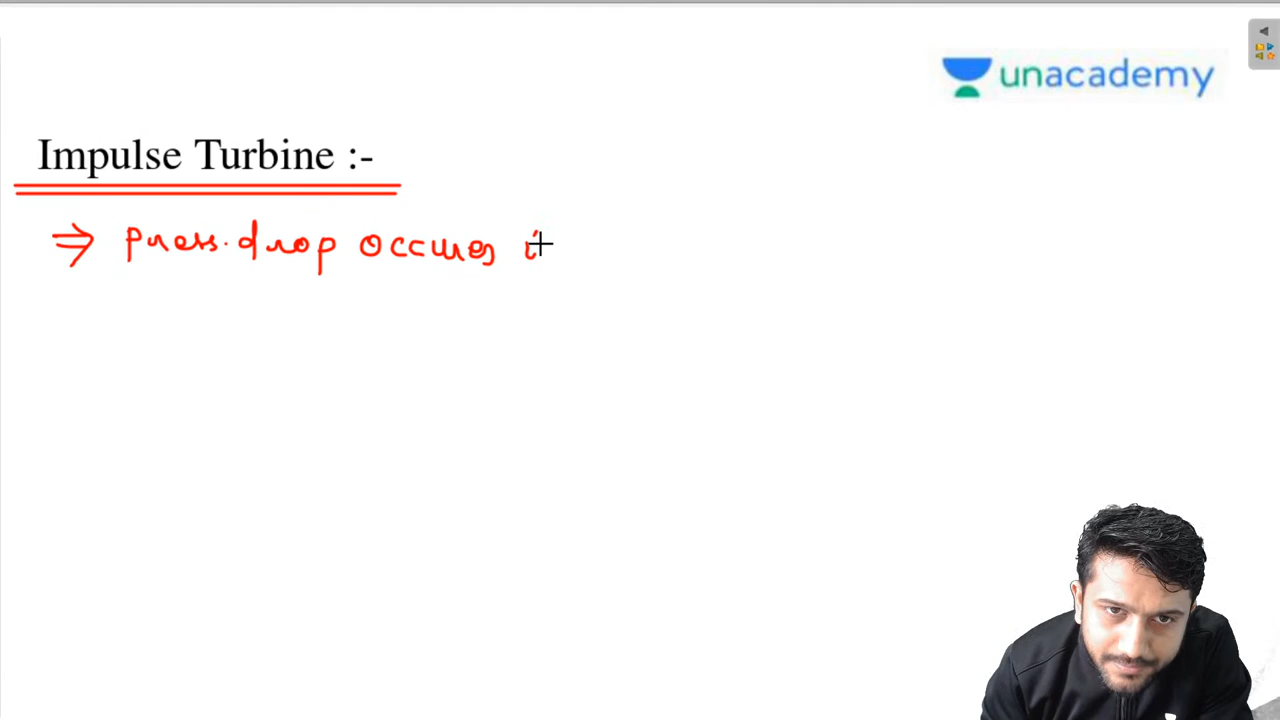 unacademy
Impulse Turbine :-
⇒ Press. drop occurs i